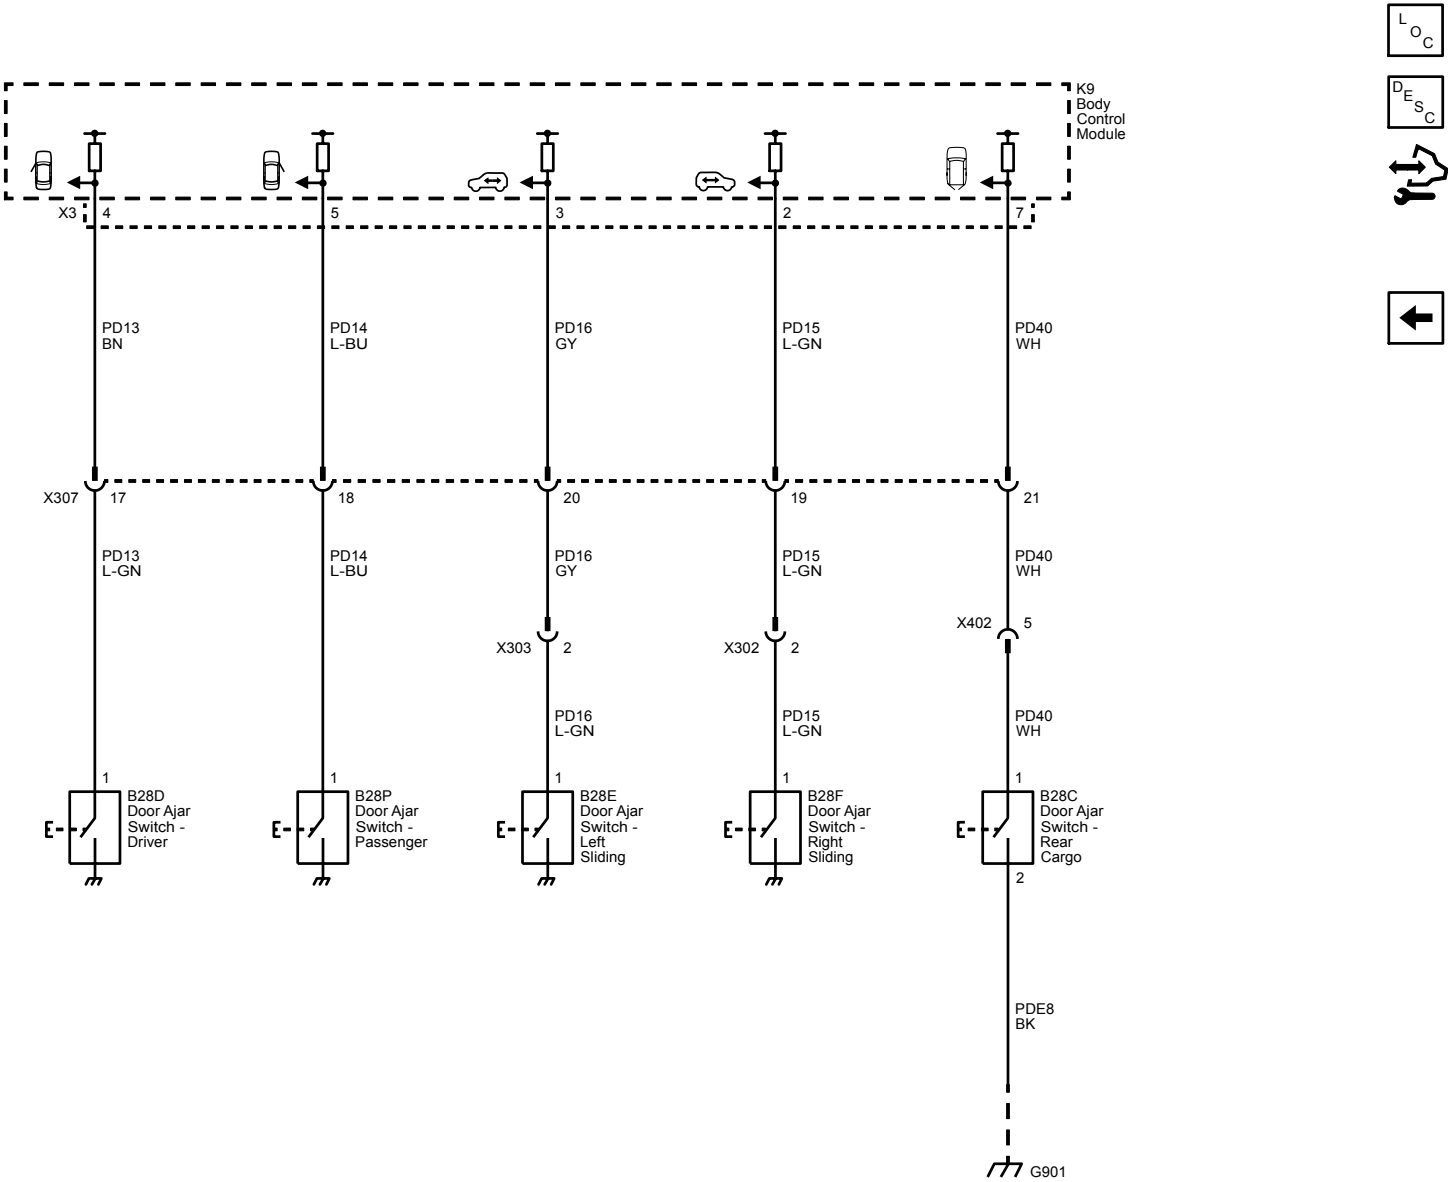 L
O
C
D
E
S
C
K9
Body
Control
Module
X3 4 5 3 2 7
PD13
BN
PD14
L-BU
PD16
GY
PD15
L-GN
PD40
WH
X307 17 18 20 19 21
PD13
L-GN
PD14
L-BU
PD16
GY
PD15
L-GN
PD40
WH
X402 5
X303 2
X302 2
PD16
L-GN
PD15
L-GN
PD40
WH
1 1 1 1 1
B28D
Door Ajar
Switch -
Driver
B28P
Door Ajar
Switch -
Passenger
B28E
Door Ajar
Switch -
Left
Sliding
B28F
Door Ajar
Switch -
Right
Sliding
B28C
Door Ajar
Switch -
Rear
Cargo
2
PDE8
BK
G901